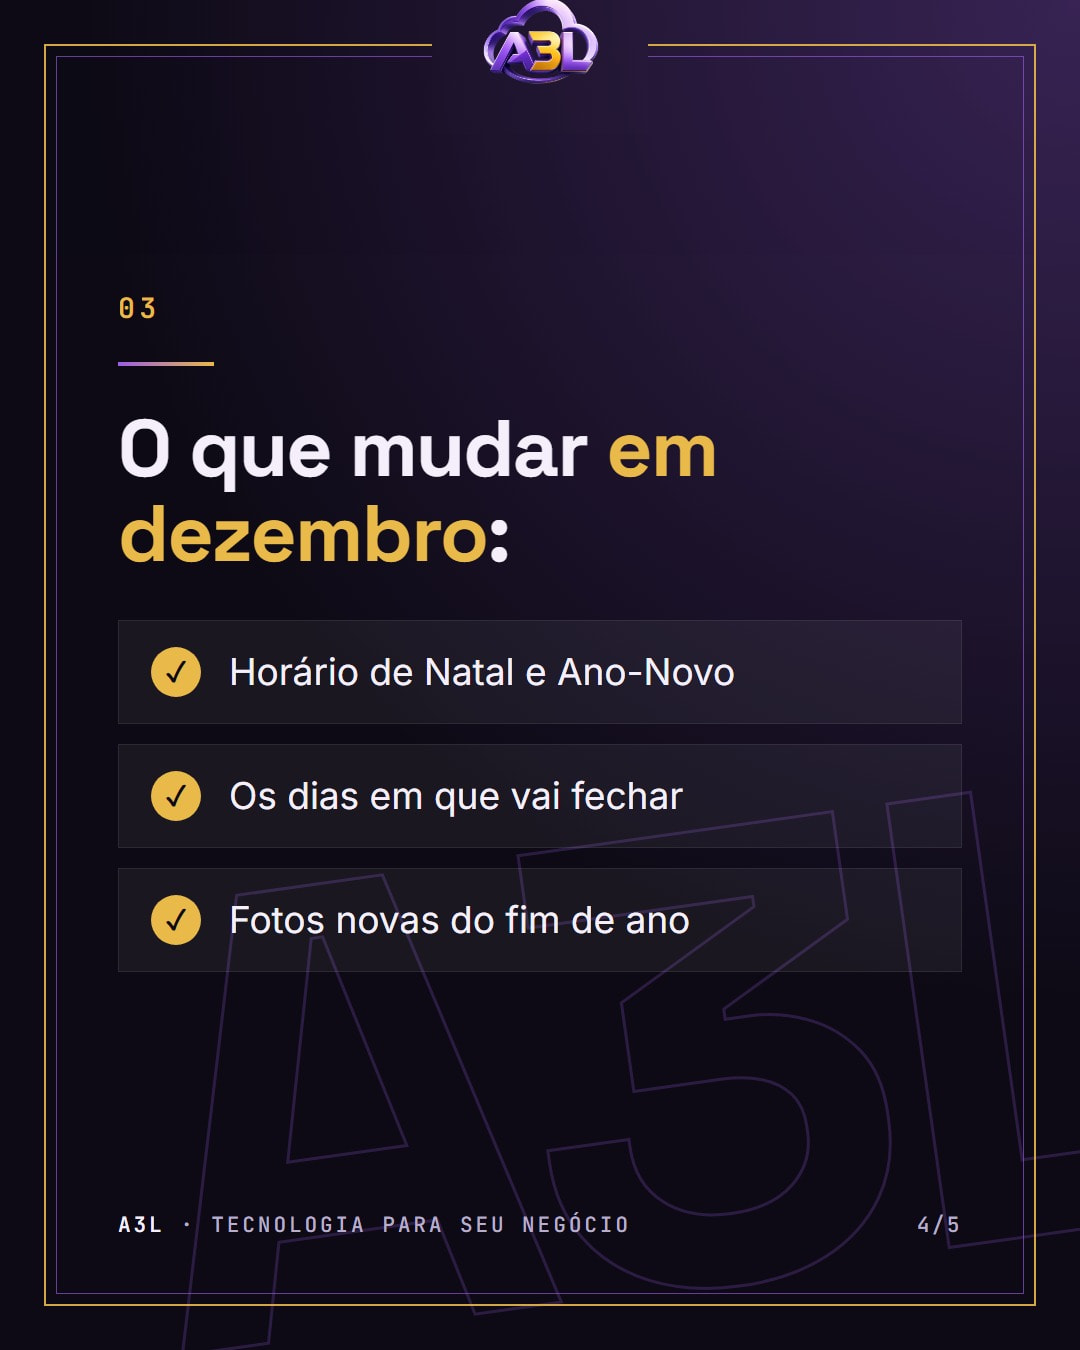 A3L
03
O que mudar em
dezembro:
✓ Horário de Natal e Ano-Novo
✓ Os dias em que vai fechar
✓ Fotos novas do fim de ano
A3L
A3L · TECNOLOGIA PARA SEU NEGÓCIO 4/5